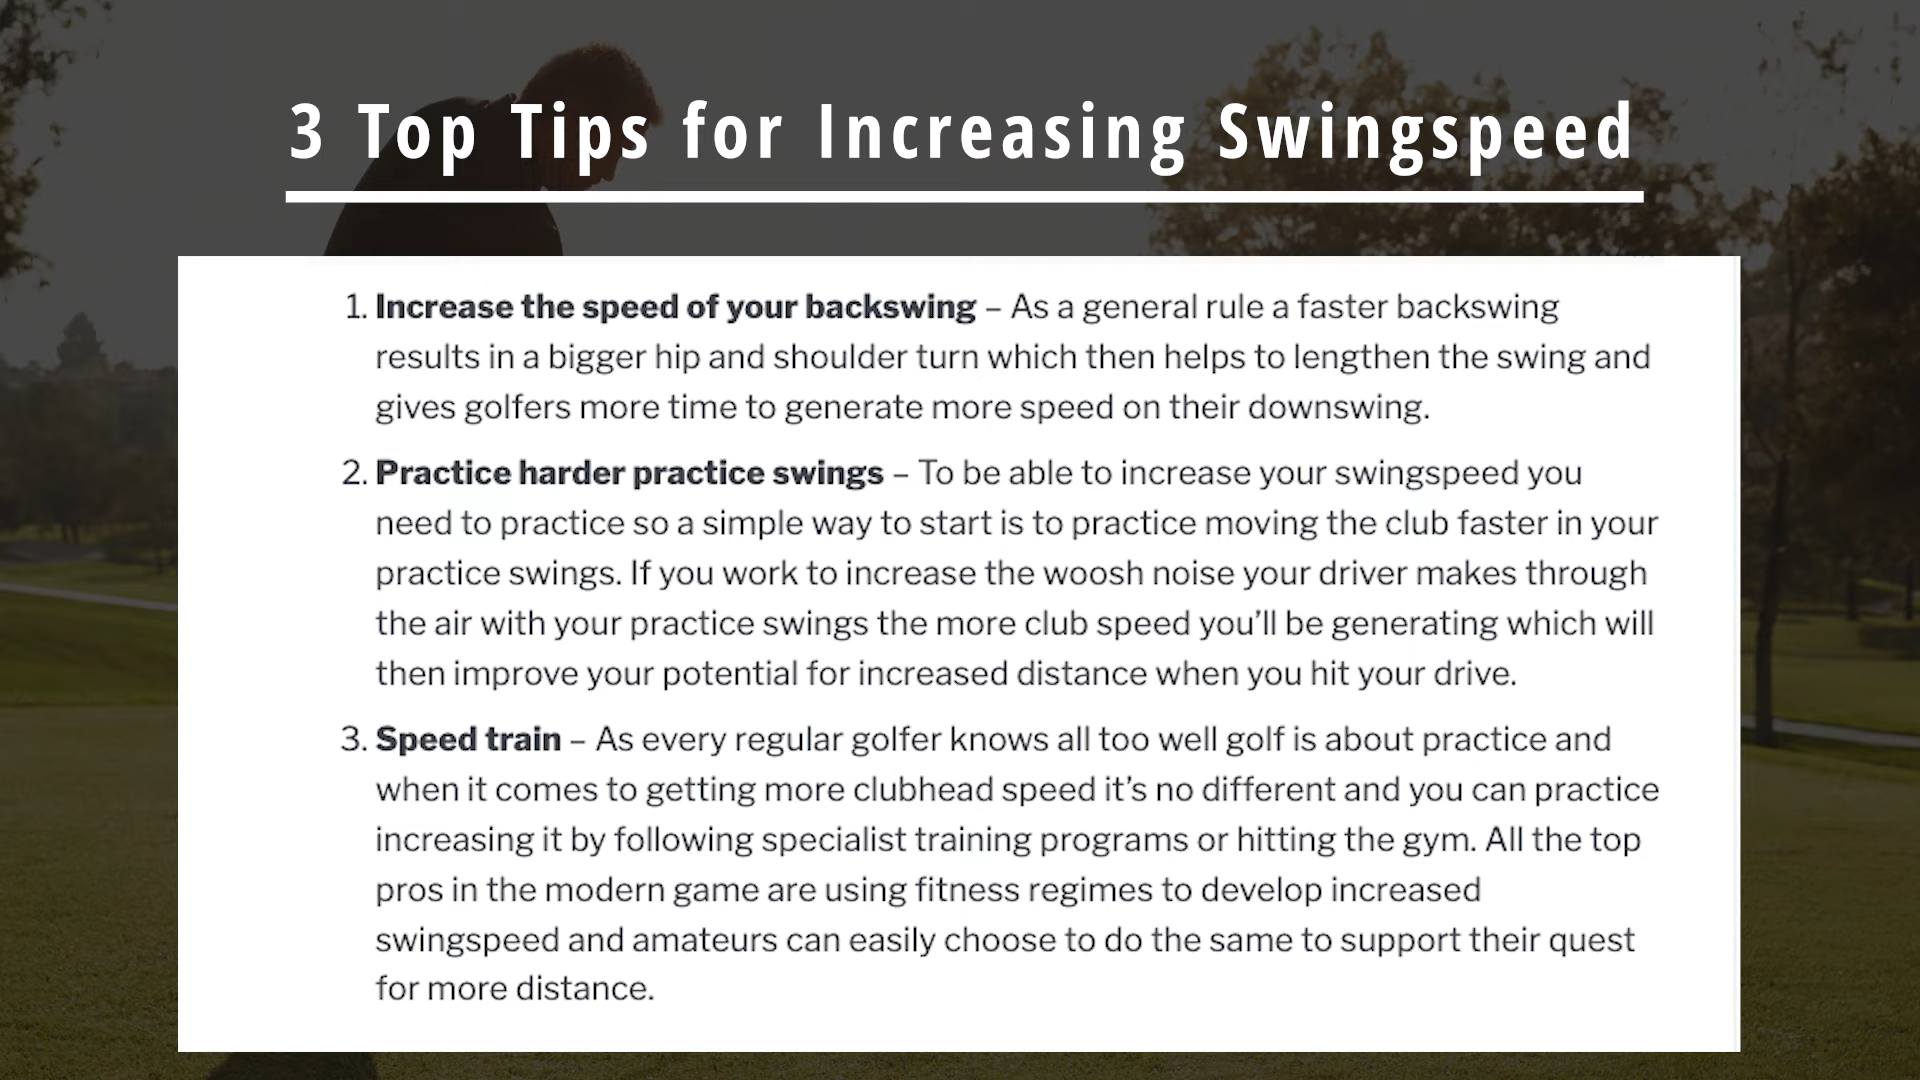 3 Top Tips for Increasing Swingspeed
1. Increase the speed of your backswing – As a general rule a faster backswing
results in a bigger hip and shoulder turn which then helps to lengthen the swing and
gives golfers more time to generate more speed on their downswing.
2. Practice harder practice swings – To be able to increase your swingspeed you
need to practice so a simple way to start is to practice moving the club faster in your
practice swings. If you work to increase the woosh noise your driver makes through
the air with your practice swings the more club speed you’ll be generating which will
then improve your potential for increased distance when you hit your drive.
3. Speed train – As every regular golfer knows all too well golf is about practice and
when it comes to getting more clubhead speed it’s no different and you can practice
increasing it by following specialist training programs or hitting the gym. All the top
pros in the modern game are using fitness regimes to develop increased
swingspeed and amateurs can easily choose to do the same to support their quest
for more distance.